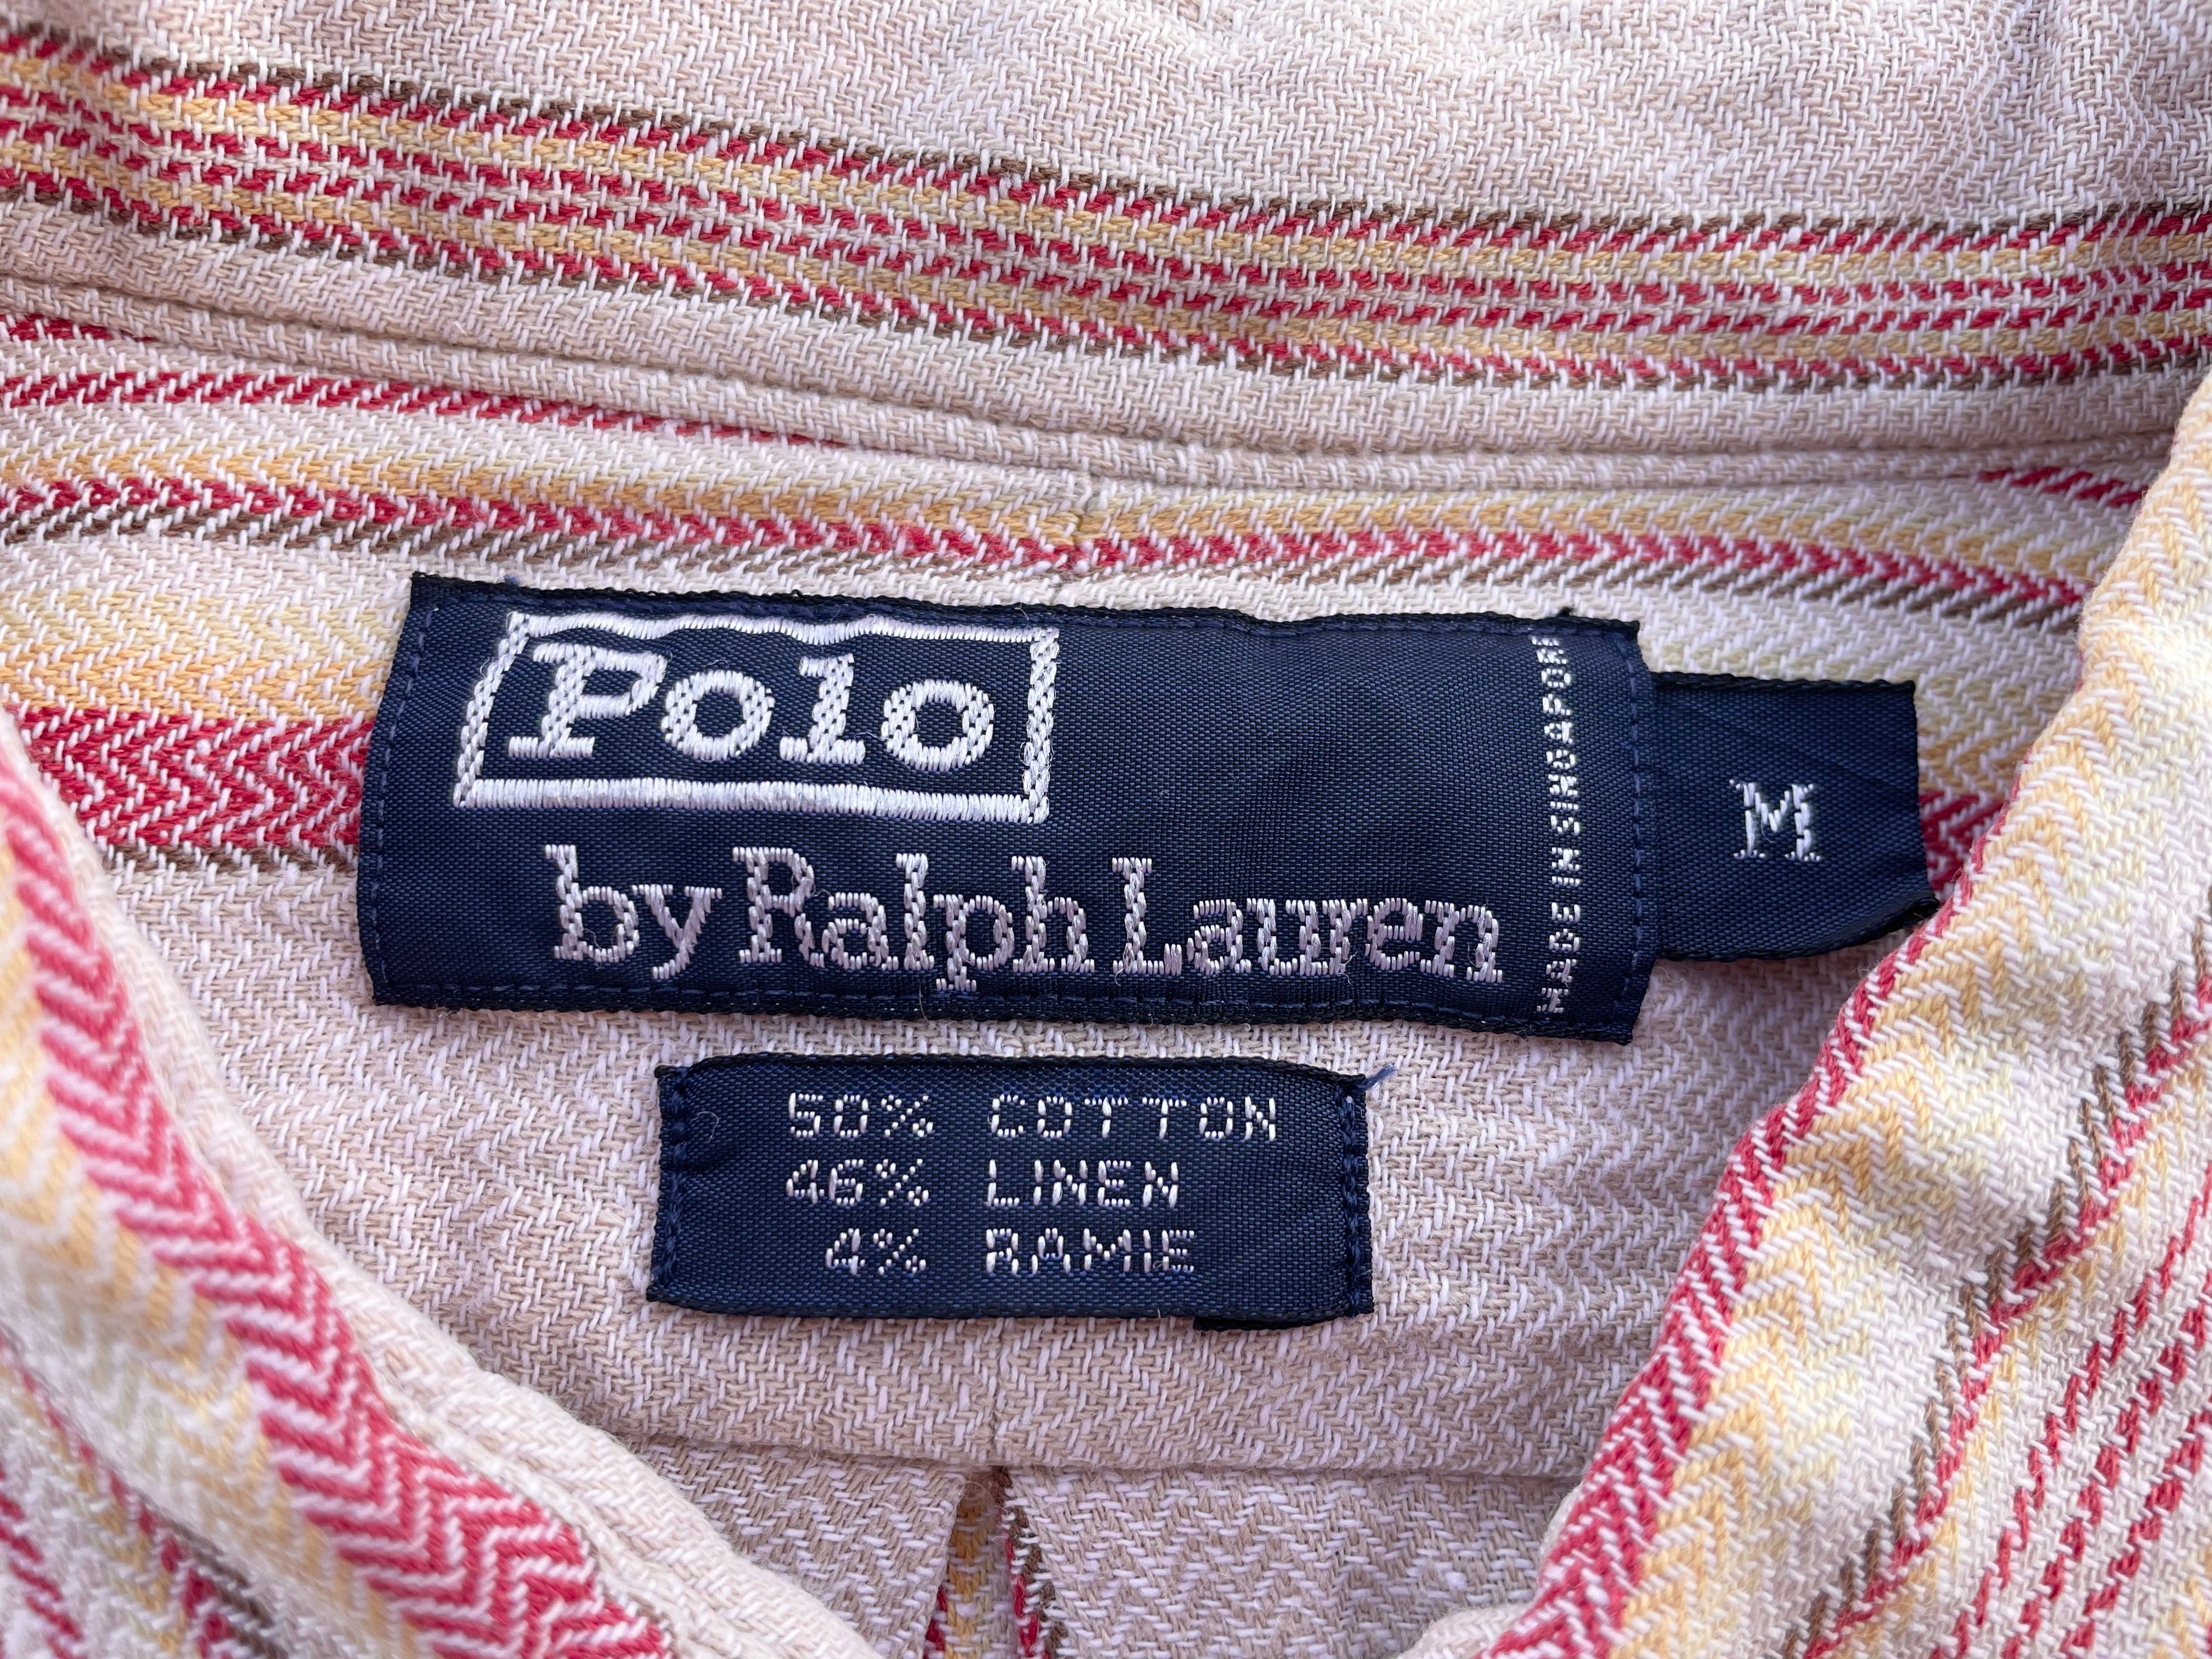 Polo
by Ralph Lauren
MADE IN SINGAPORE
M
50% COTTON
46% LINEN
4% RAMIE